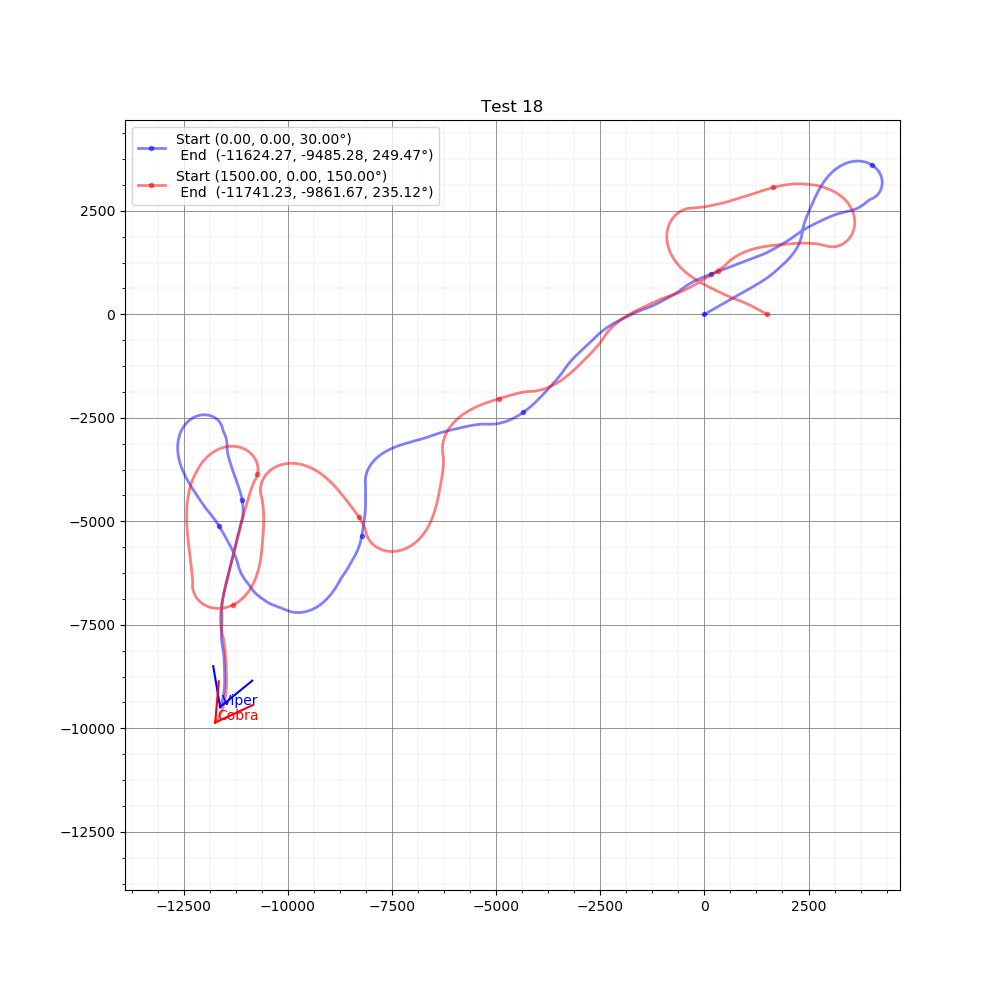 Test 18
Start (0.00, 0.00, 30.00°)
End  (-11624.27, -9485.28, 249.47°)
Start (1500.00, 0.00, 150.00°)
End  (-11741.23, -9861.67, 235.12°)
2500
0
−2500
−5000
−7500
−10000
−12500
Viper
Cobra
−12500
−10000
−7500
−5000
−2500
0
2500